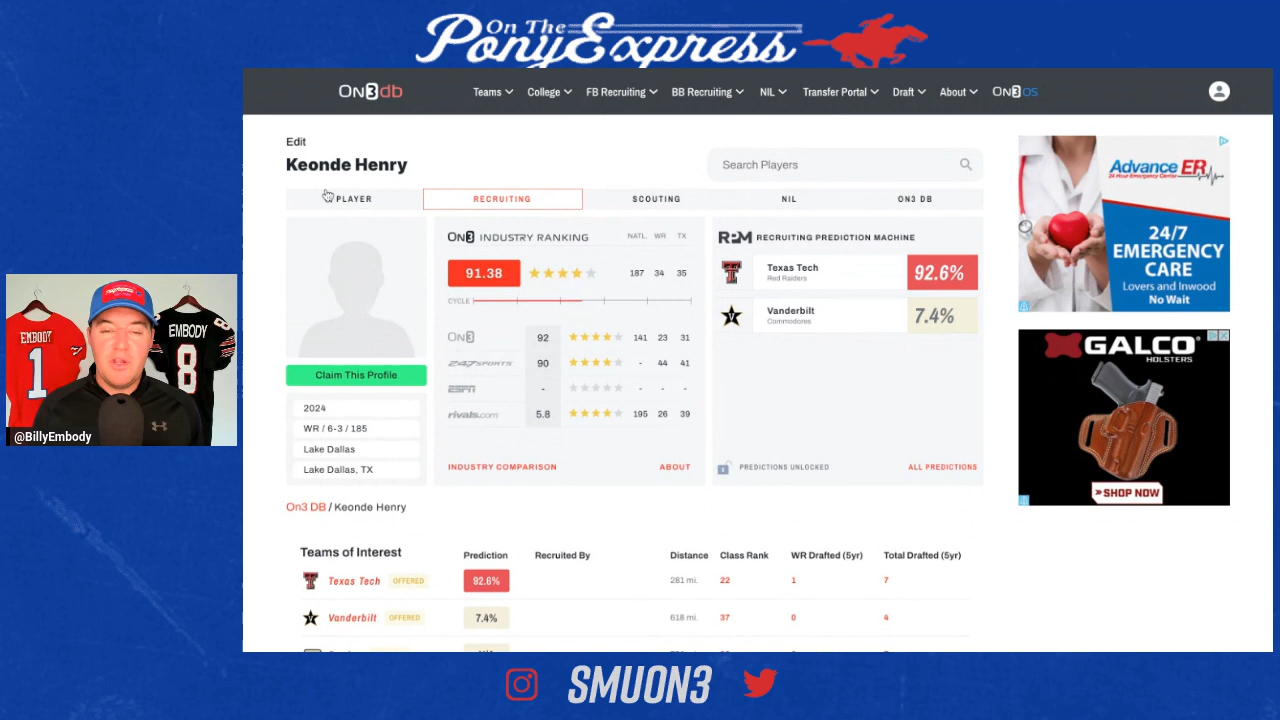 On The
PonyExpress
On3db
Teams
College
FB Recruiting
BB Recruiting
NIL
Transfer Portal
Draft
About
On3OS
Edit
Keonde Henry
Search Players
PLAYER
RECRUITING
SCOUTING
NIL
ON3 DB
On3 INDUSTRY RANKING
NATL. WR TX
91.38
187 34 35
CYCLE
On3 92 141 23 31
247SPORTS 90 - 44 41
ESPN - - - -
rivals.com 5.8 195 26 39
INDUSTRY COMPARISON
ABOUT
RPM RECRUITING PREDICTION MACHINE
Texas Tech
Red Raiders
92.6%
Vanderbilt
Commodores
7.4%
PREDICTIONS UNLOCKED
ALL PREDICTIONS
Claim This Profile
2024
WR / 6-3 / 185
Lake Dallas
Lake Dallas, TX
On3 DB / Keonde Henry
Teams of Interest
Prediction
Recruited By
Distance
Class Rank
WR Drafted (5yr)
Total Drafted (5yr)
Texas Tech OFFERED 92.6% 281 mi. 22 1 7
Vanderbilt OFFERED 7.4% 618 mi. 37 0 4
Advance ER
24 Hour Emergency Center
24/7
EMERGENCY
CARE
Lovers and Inwood
No Wait
GALCO®
HOLSTERS
»SHOP NOW
EMBODY
1
EMBODY
8
8
@BillyEmbody
SMUON3